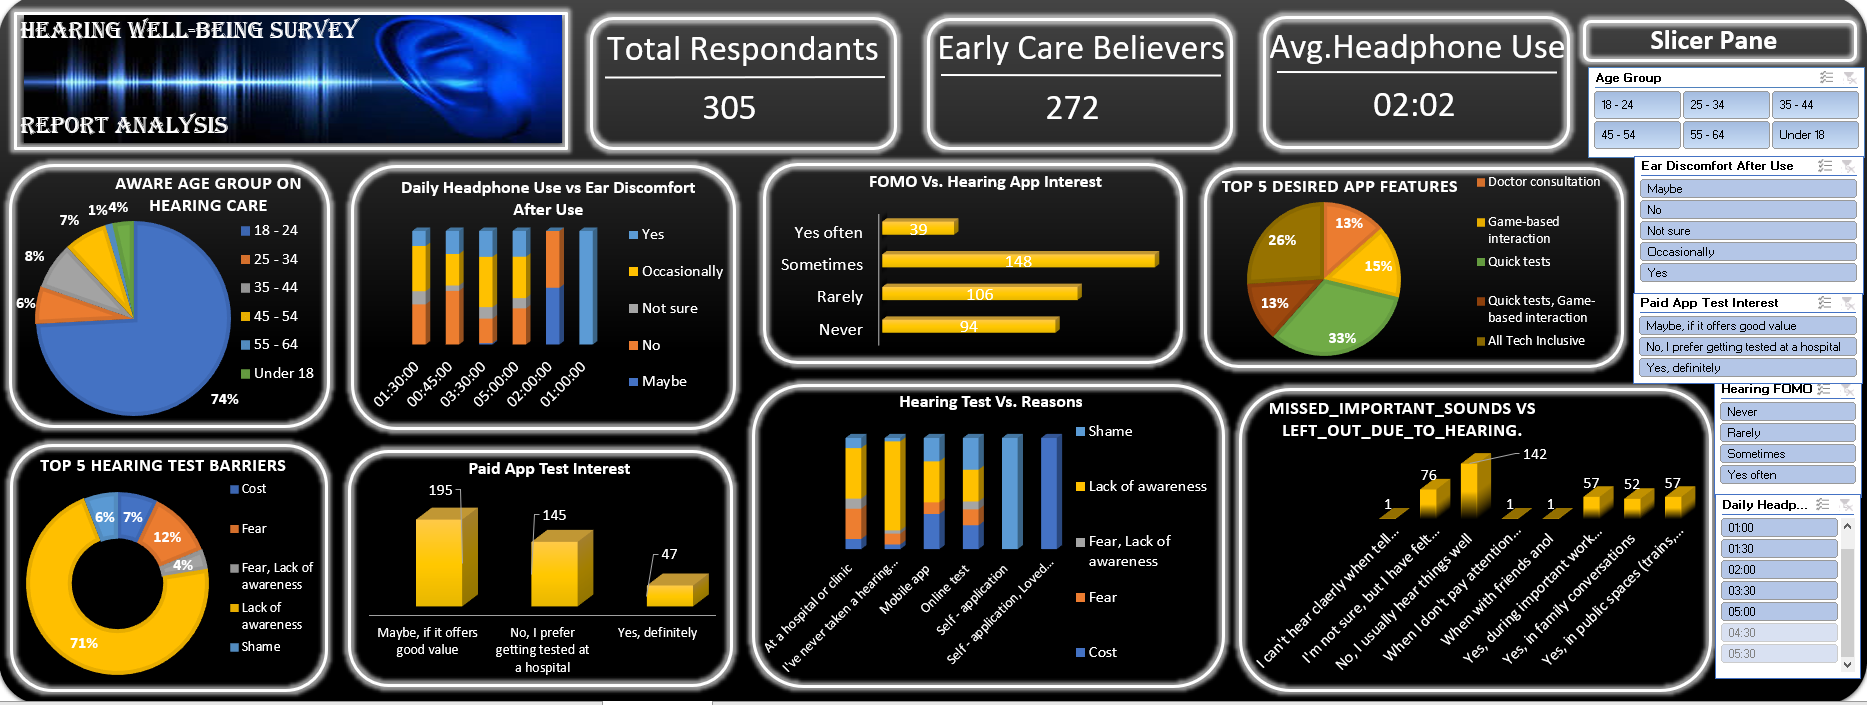 HEARING WELL-BEING SURVEY
REPORT ANALYSIS
Total Respondants
305
Early Care Believers
272
Avg.Headphone Use
02:02
Slicer Pane
Age Group
18 - 24
25 - 34
35 - 44
45 - 54
55 - 64
Under 18
AWARE AGE GROUP ON
HEARING CARE
7%
1%
4%
8%
6%
74%
18 - 24
25 - 34
35 - 44
45 - 54
55 - 64
Under 18
Daily Headphone Use vs Ear Discomfort
After Use
Yes
Occasionally
Not sure
No
Maybe
01:30:00
00:45:00
03:30:00
05:00:00
02:00:00
01:00:00
FOMO Vs. Hearing App Interest
Yes often
39
Sometimes
148
Rarely
106
Never
94
TOP 5 DESIRED APP FEATURES
13%
15%
33%
13%
26%
Doctor consultation
Game-based
interaction
Quick tests
Quick tests, Game-
based interaction
All Tech Inclusive
Ear Discomfort After Use
Maybe
No
Not sure
Occasionally
Yes
Paid App Test Interest
Maybe, if it offers good value
No, I prefer getting tested at a hospital
Yes, definitely
Hearing FOMO
Never
Rarely
Sometimes
Yes often
Daily Headp...
01:00
01:30
02:00
03:30
05:00
04:30
05:30
TOP 5 HEARING TEST BARRIERS
6%
7%
12%
4%
71%
Cost
Fear
Fear, Lack of
awareness
Lack of
awareness
Shame
Paid App Test Interest
195
145
47
Maybe, if it offers
good value
No, I prefer
getting tested at
a hospital
Yes, definitely
Hearing Test Vs. Reasons
Shame
Lack of awareness
Fear, Lack of
awareness
Fear
Cost
At a hospital or clinic
I've never taken a hearing...
Mobile app
Online test
Self - application
Self - application, Loved...
MISSED_IMPORTANT_SOUNDS VS
LEFT_OUT_DUE_TO_HEARING.
1
76
142
1
1
57
52
57
I can't hear claerly when tell...
I'm not sure, but I have felt...
No, I usually hear things well
When I don't pay attention...
When with friends anol
Yes, during important work...
Yes, in family conversations
Yes, in public spaces (trains,...